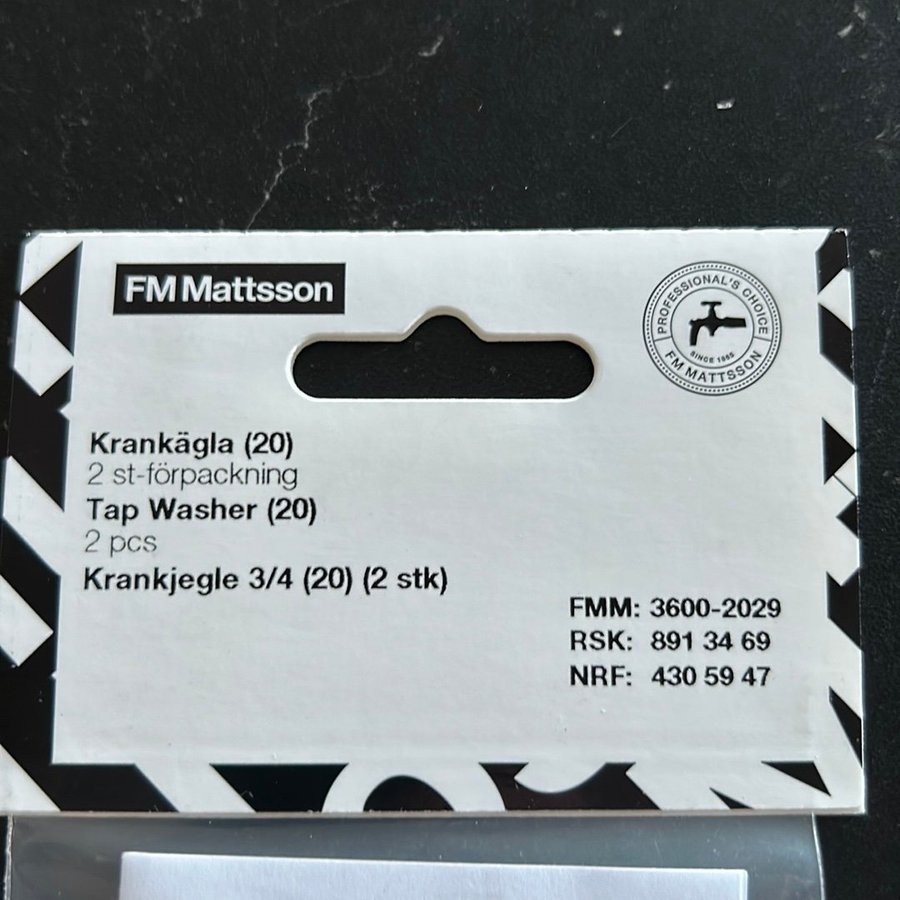 FM Mattsson
PROFESSIONAL'S CHOICE
SINCE 1865
FM MATTSSON
Krankägla (20)
2 st-förpackning
Tap Washer (20)
2 pcs
Krankjegle 3/4 (20) (2 stk)
FMM: 3600-2029
RSK: 891 34 69
NRF: 430 59 47